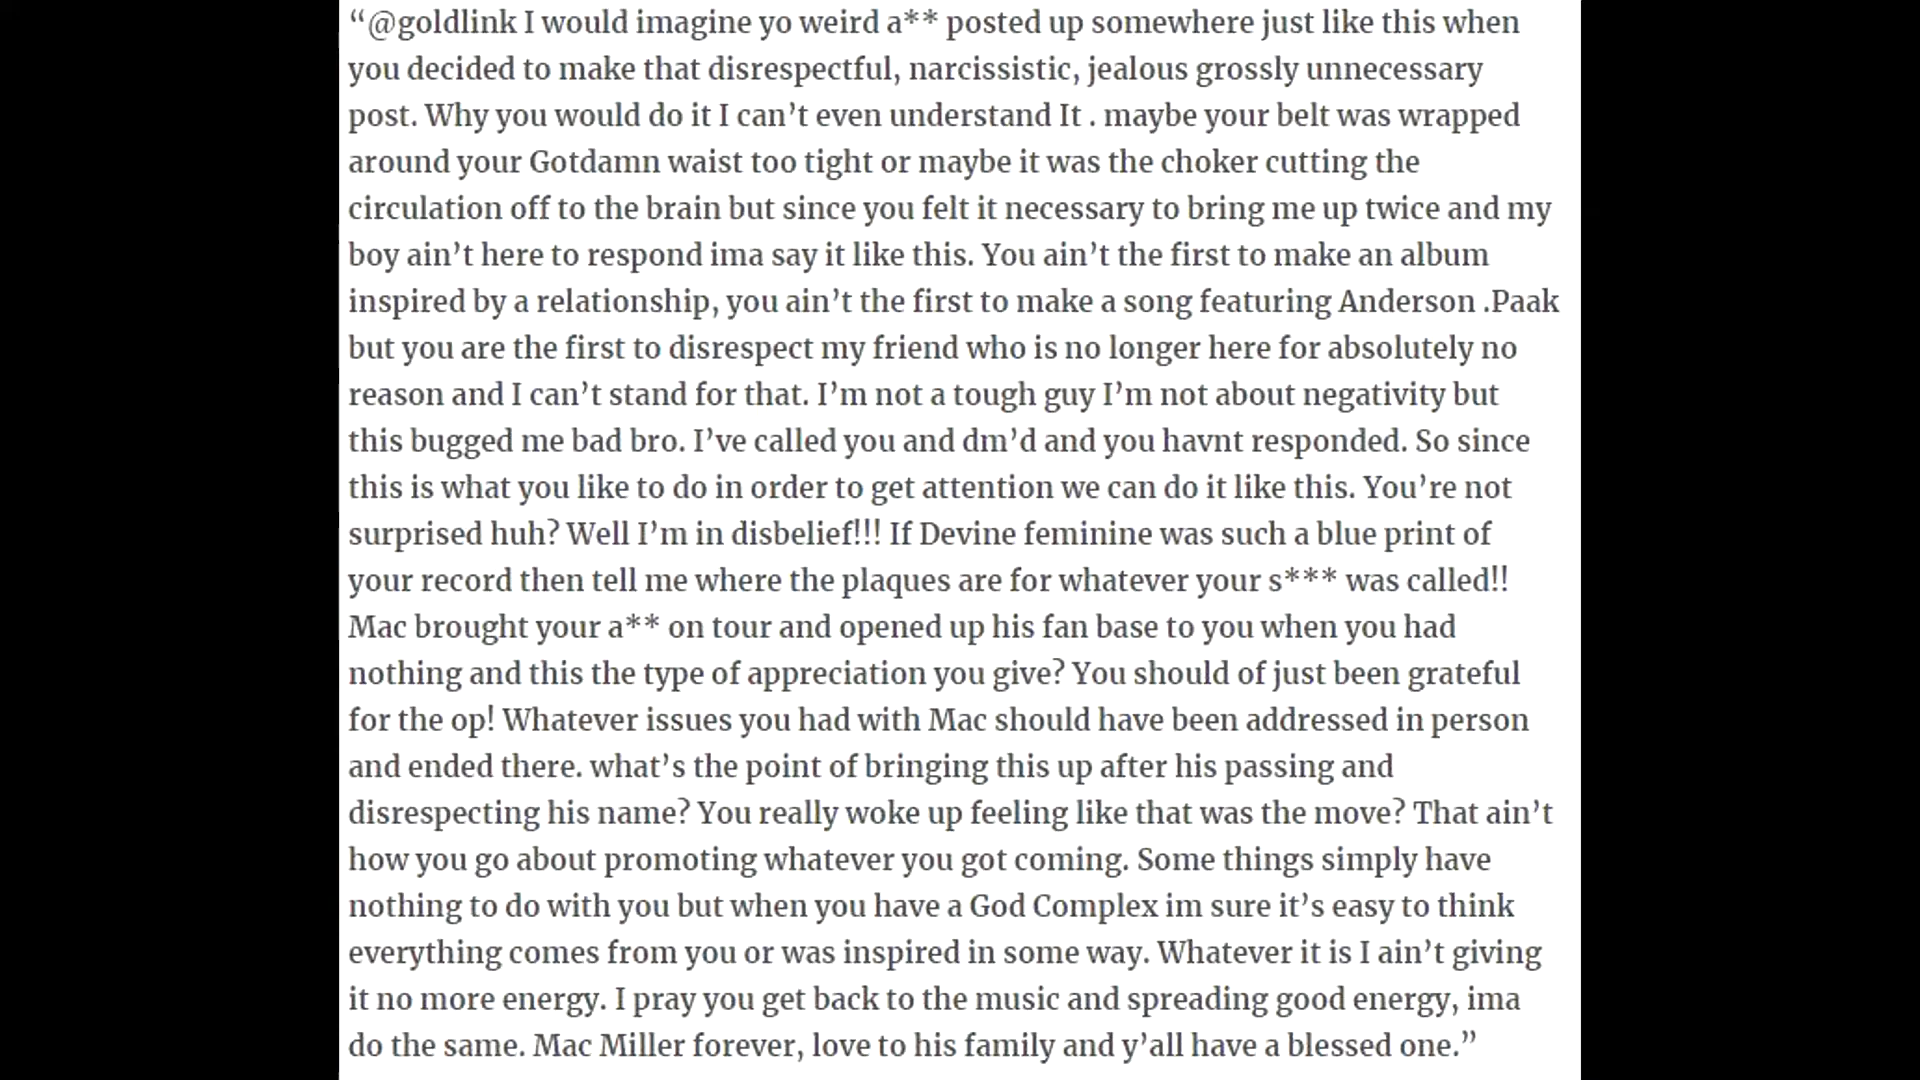 “@goldlink I would imagine yo weird a** posted up somewhere just like this when
you decided to make that disrespectful, narcissistic, jealous grossly unnecessary
post. Why you would do it I can’t even understand It . maybe your belt was wrapped
around your Gotdamn waist too tight or maybe it was the choker cutting the
circulation off to the brain but since you felt it necessary to bring me up twice and my
boy ain’t here to respond ima say it like this. You ain’t the first to make an album
inspired by a relationship, you ain’t the first to make a song featuring Anderson .Paak
but you are the first to disrespect my friend who is no longer here for absolutely no
reason and I can’t stand for that. I’m not a tough guy I’m not about negativity but
this bugged me bad bro. I’ve called you and dm’d and you havnt responded. So since
this is what you like to do in order to get attention we can do it like this. You’re not
surprised huh? Well I’m in disbelief!!! If Devine feminine was such a blue print of
your record then tell me where the plaques are for whatever your s*** was called!!
Mac brought your a** on tour and opened up his fan base to you when you had
nothing and this the type of appreciation you give? You should of just been grateful
for the op! Whatever issues you had with Mac should have been addressed in person
and ended there. what’s the point of bringing this up after his passing and
disrespecting his name? You really woke up feeling like that was the move? That ain’t
how you go about promoting whatever you got coming. Some things simply have
nothing to do with you but when you have a God Complex im sure it’s easy to think
everything comes from you or was inspired in some way. Whatever it is I ain’t giving
it no more energy. I pray you get back to the music and spreading good energy, ima
do the same. Mac Miller forever, love to his family and y’all have a blessed one.”